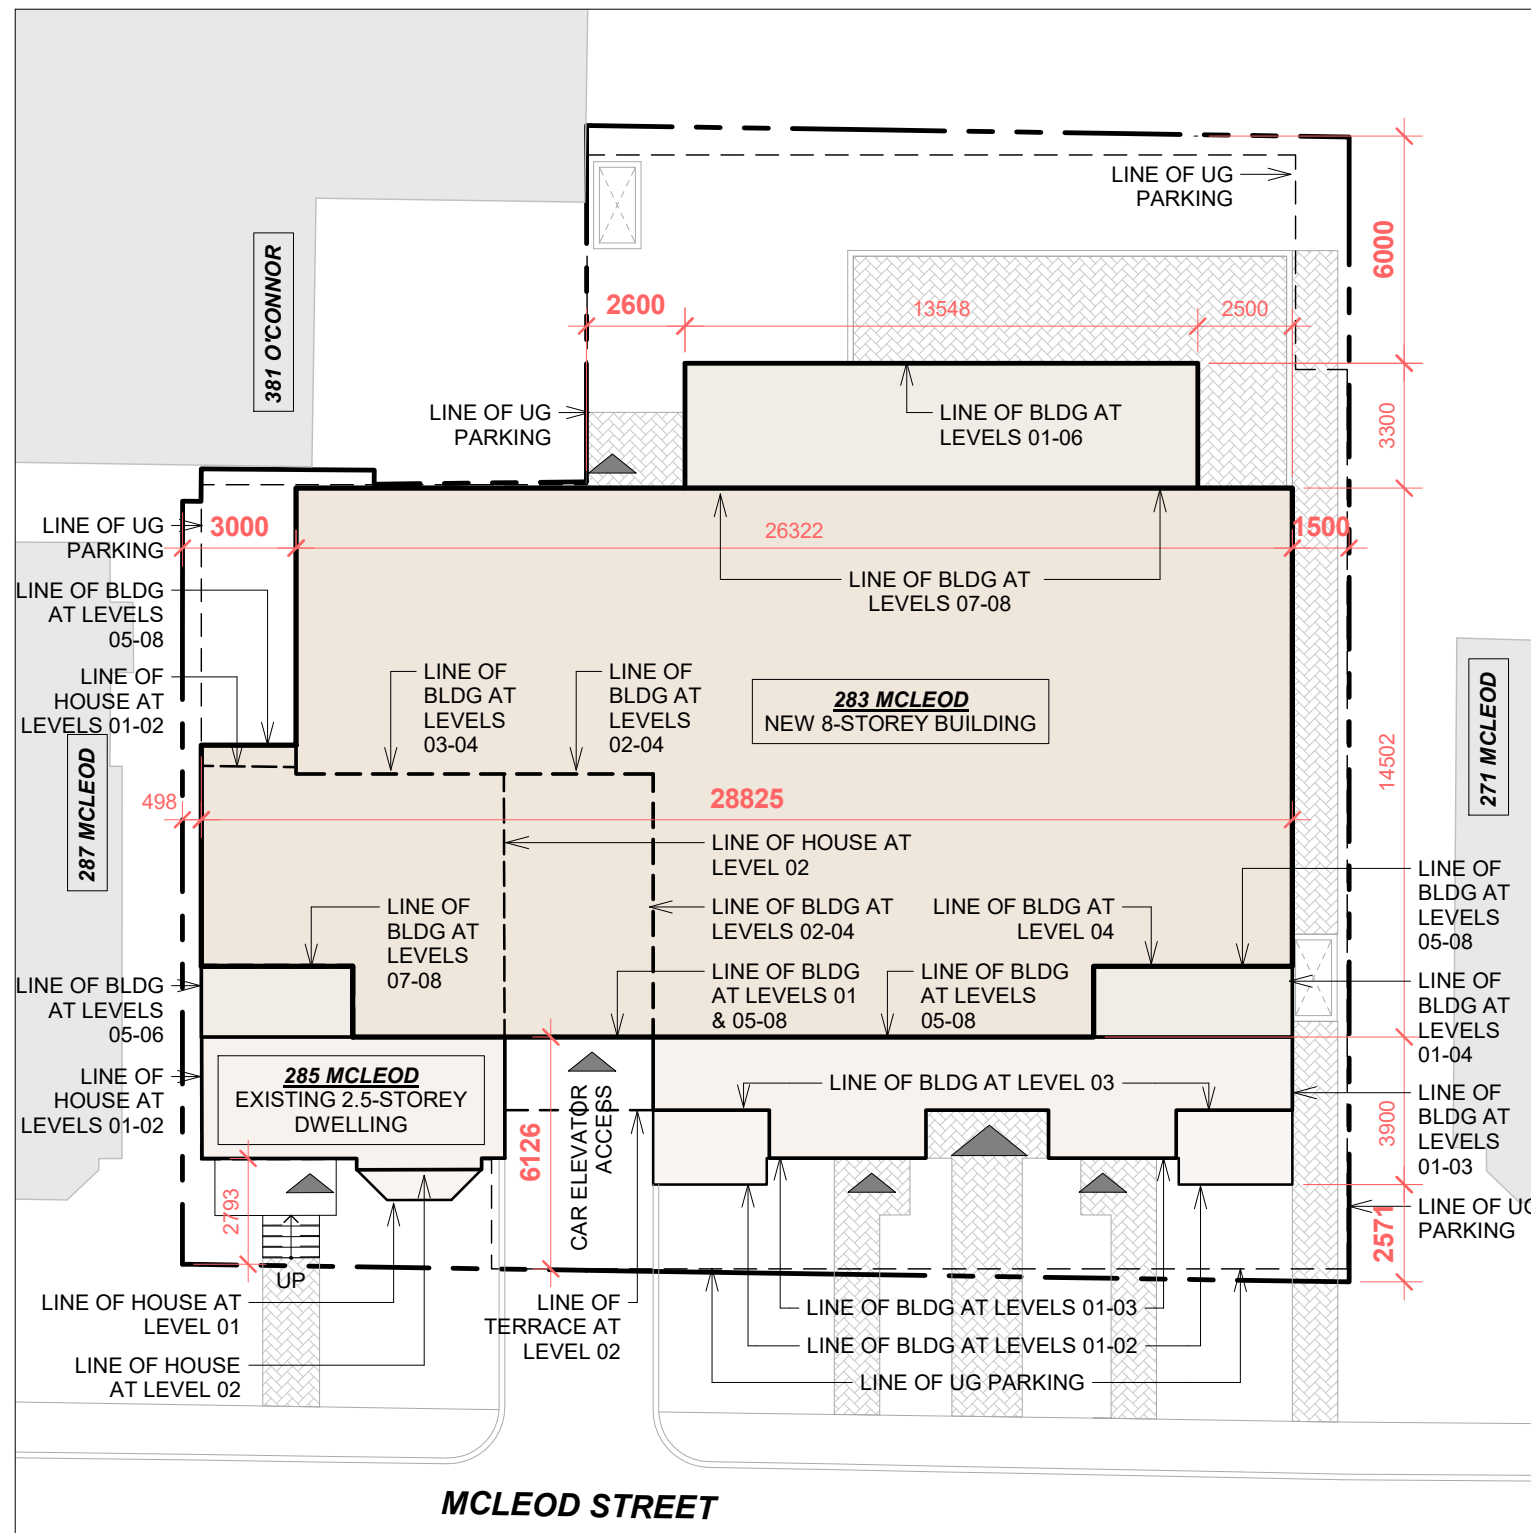 LINE OF UG
PARKING
6000
381 O'CONNOR
2600
13548
2500
LINE OF UG
PARKING
LINE OF BLDG AT
LEVELS 01-06
3300
LINE OF UG
PARKING
3000
26322
1500
LINE OF BLDG AT
LEVELS 07-08
LINE OF BLDG
AT LEVELS
05-08
LINE OF
HOUSE AT
LEVELS 01-02
LINE OF
BLDG AT
LEVELS
03-04
LINE OF
BLDG AT
LEVELS
02-04
283 MCLEOD
NEW 8-STOREY BUILDING
271 MCLEOD
14502
287 MCLEOD
498
28825
LINE OF HOUSE AT
LEVEL 02
LINE OF
BLDG AT
LEVELS
07-08
LINE OF BLDG AT
LEVELS 02-04
LINE OF BLDG AT
LEVEL 04
LINE OF
BLDG AT
LEVELS
05-08
LINE OF BLDG
AT LEVELS
05-06
LINE OF BLDG
AT LEVELS 01
& 05-08
LINE OF BLDG
AT LEVELS
05-08
LINE OF
BLDG AT
LEVELS
01-04
LINE OF
HOUSE AT
LEVELS 01-02
285 MCLEOD
EXISTING 2.5-STOREY
DWELLING
6126
CAR ELEVATOR
ACCESS
LINE OF BLDG AT LEVEL 03
3900
LINE OF
BLDG AT
LEVELS
01-03
2793
UP
2571
LINE OF UG
PARKING
LINE OF HOUSE AT
LEVEL 01
LINE OF
TERRACE AT
LEVEL 02
LINE OF BLDG AT LEVELS 01-03
LINE OF BLDG AT LEVELS 01-02
LINE OF HOUSE
AT LEVEL 02
LINE OF UG PARKING
MCLEOD STREET